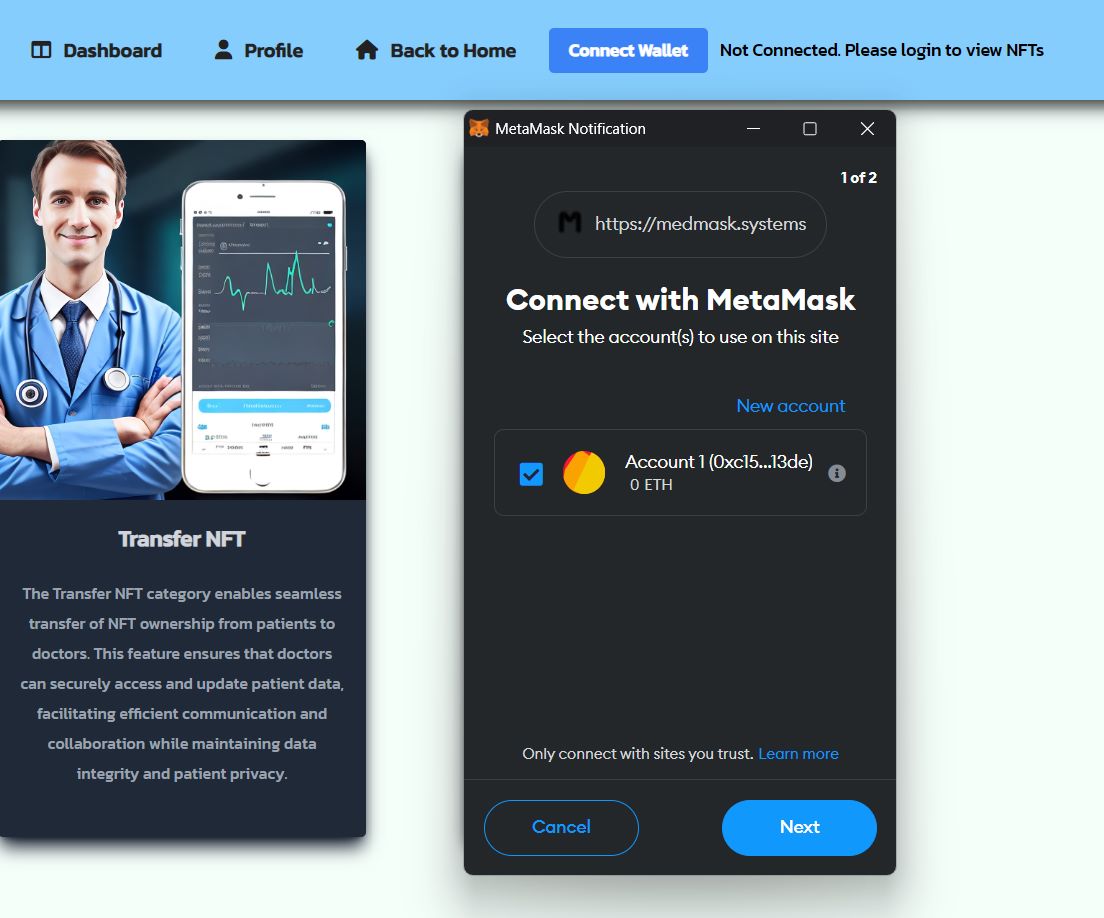 Dashboard
Profile
Back to Home
Connect Wallet
Not Connected. Please login to view NFTs
Transfer NFT
The Transfer NFT category enables seamless
transfer of NFT ownership from patients to
doctors. This feature ensures that doctors
can securely access and update patient data,
facilitating efficient communication and
collaboration while maintaining data
integrity and patient privacy.
MetaMask Notification
1 of 2
M https://medmask.systems
Connect with MetaMask
Select the account(s) to use on this site
New account
Account 1 (0xc15...13de)
0 ETH
Only connect with sites you trust. Learn more
Cancel
Next